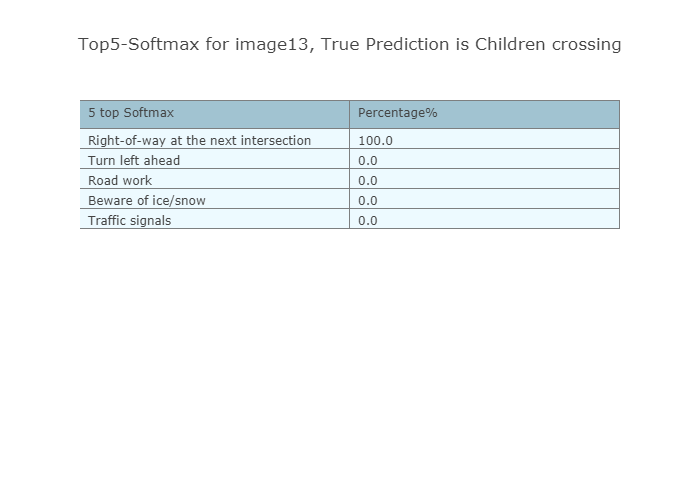 Top5-Softmax for image13, True Prediction is Children crossing
5 top Softmax Percentage%
Right-of-way at the next intersection 100.0
Turn left ahead 0.0
Road work 0.0
Beware of ice/snow 0.0
Traffic signals 0.0